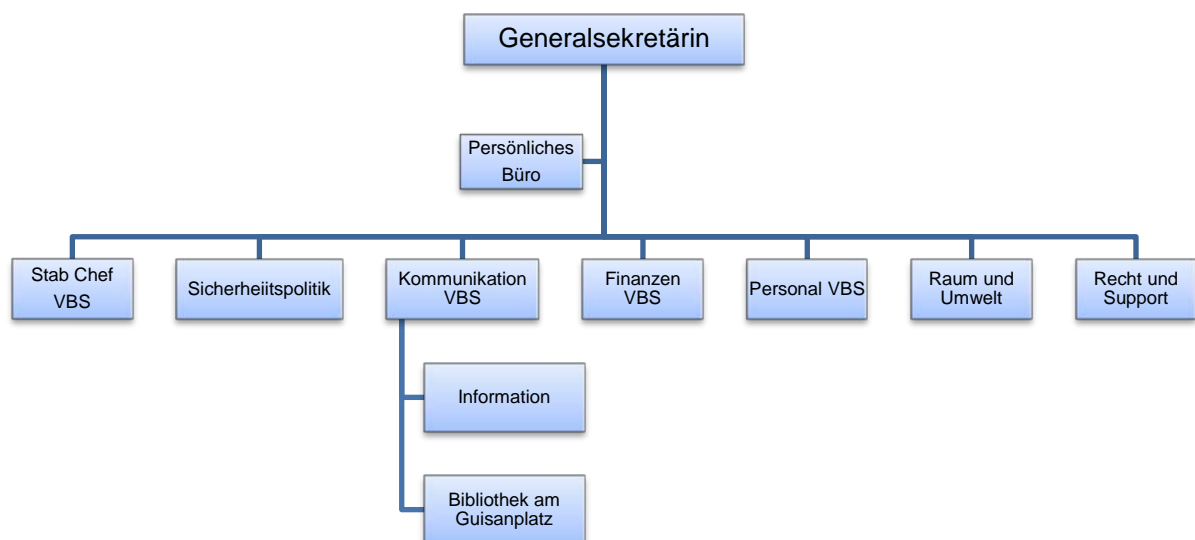 Generalsekretärin
Persönliches
Büro
Stab Chef
VBS
Sicherheiitspolitik
Kommunikation
VBS
Finanzen
VBS
Personal VBS
Raum und
Umwelt
Recht und
Support
Information
Bibliothek am
Guisanplatz